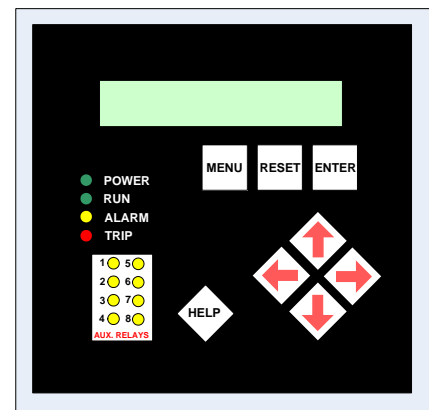 MENU RESET ENTER
POWER
RUN
ALARM
TRIP
1 5
2 6
3 7
4 8
AUX. RELAYS
HELP